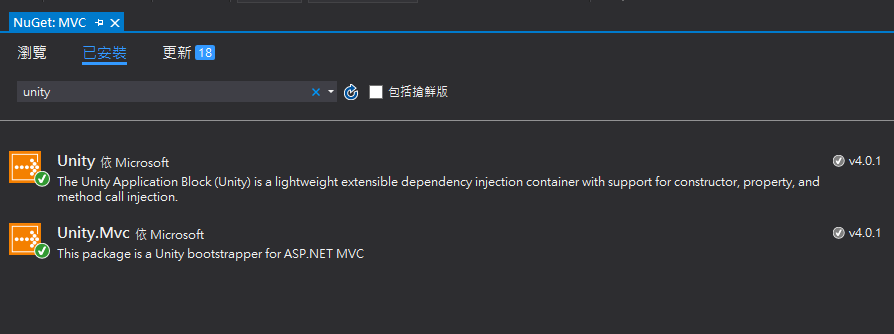 NuGet: MVC
瀏覽 已安裝 更新 18
unity 包括搶鮮版
Unity 依 Microsoft v4.0.1
The Unity Application Block (Unity) is a lightweight extensible dependency injection container with support for constructor, property, and
method call injection.
Unity.Mvc 依 Microsoft v4.0.1
This package is a Unity bootstrapper for ASP.NET MVC